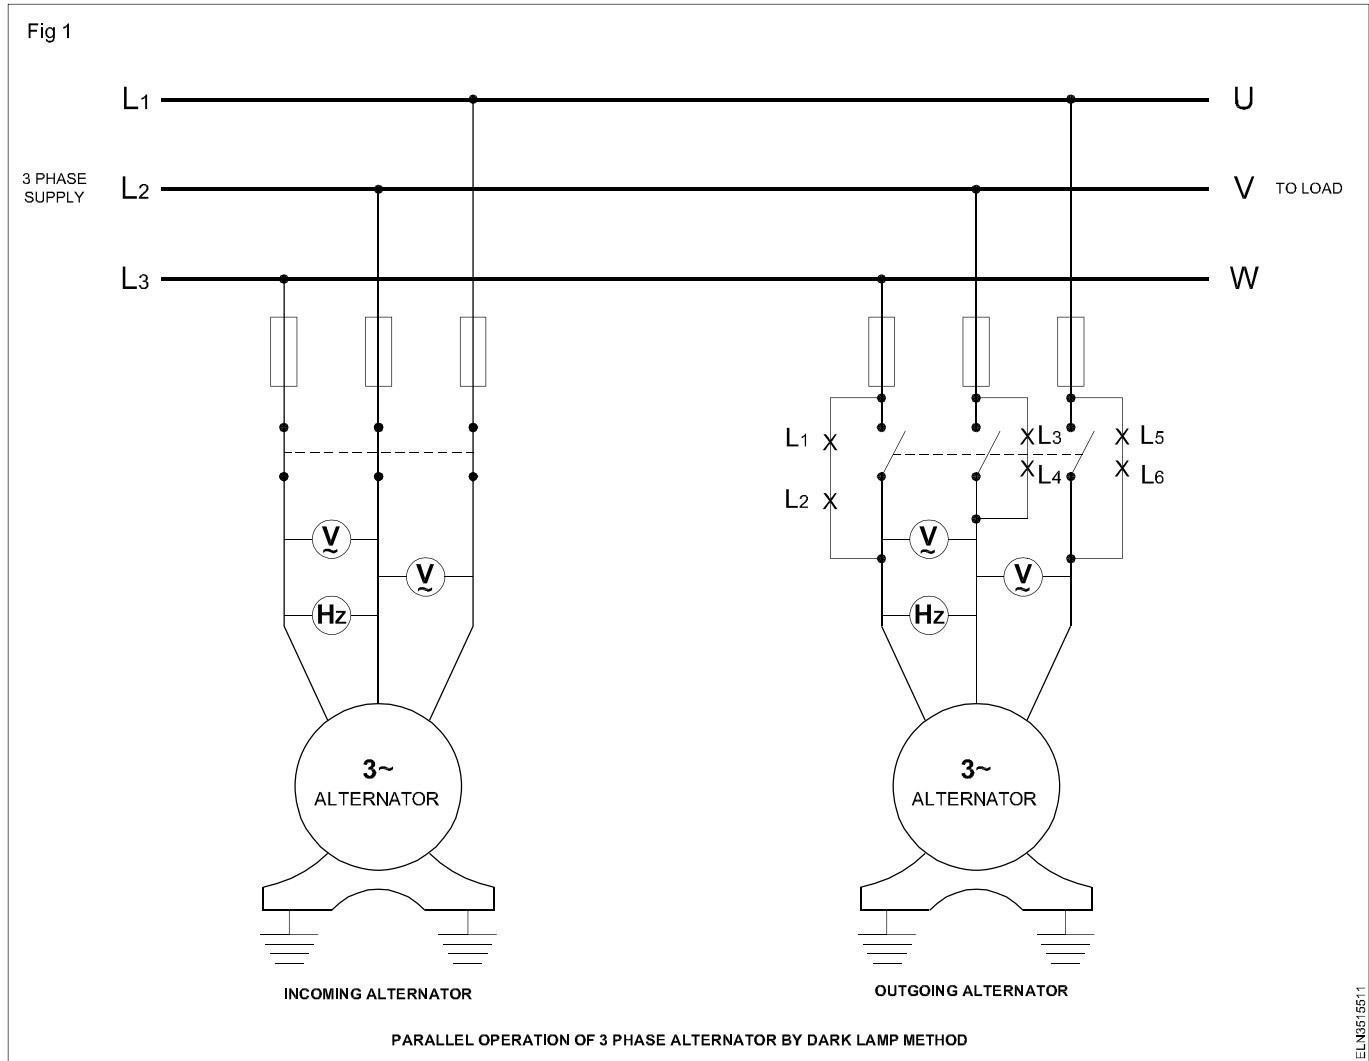 Fig 1
L1 U
3 PHASE
SUPPLY
L2 V TO LOAD
L3 W
L1 L3 L5
L2 L4 L6
V
~
V
~
V
~
V
~
Hz
Hz
3~
ALTERNATOR
3~
ALTERNATOR
INCOMING ALTERNATOR
OUTGOING ALTERNATOR
PARALLEL OPERATION OF 3 PHASE ALTERNATOR BY DARK LAMP METHOD
ELN3515511